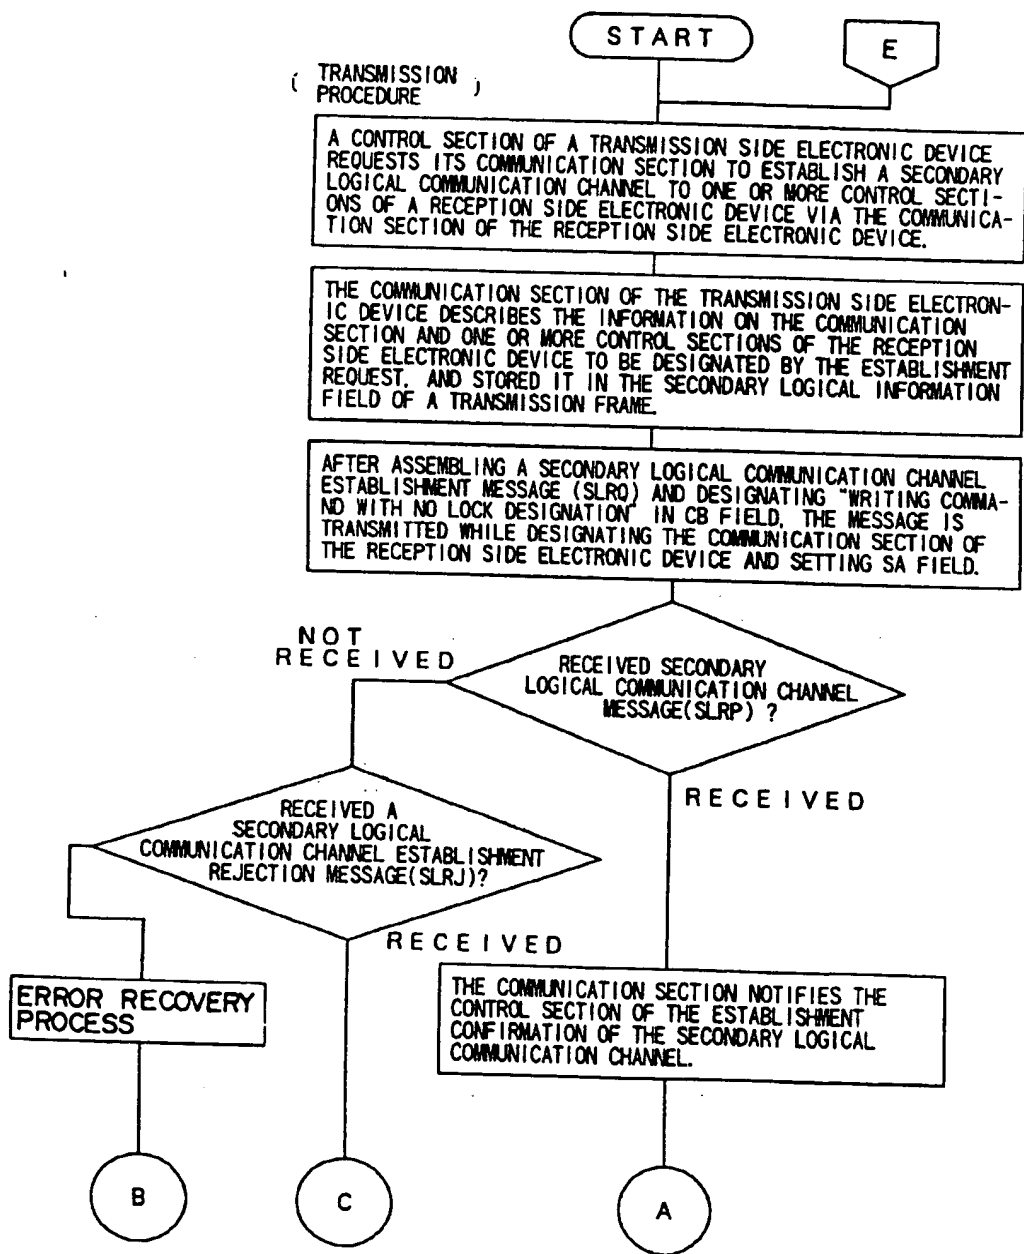 START
E
( TRANSMISSION
PROCEDURE )
A CONTROL SECTION OF A TRANSMISSION SIDE ELECTRONIC DEVICE
REQUESTS ITS COMMUNICATION SECTION TO ESTABLISH A SECONDARY
LOGICAL COMMUNICATION CHANNEL TO ONE OR MORE CONTROL SECTI-
ONS OF A RECEPTION SIDE ELECTRONIC DEVICE VIA THE COMMUNICA-
TION SECTION OF THE RECEPTION SIDE ELECTRONIC DEVICE.
THE COMMUNICATION SECTION OF THE TRANSMISSION SIDE ELECTRON-
IC DEVICE DESCRIBES THE INFORMATION ON THE COMMUNICATION
SECTION AND ONE OR MORE CONTROL SECTIONS OF THE RECEPTION
SIDE ELECTRONIC DEVICE TO BE DESIGNATED BY THE ESTABLISHMENT
REQUEST, AND STORED IT IN THE SECONDARY LOGICAL INFORMATION
FIELD OF A TRANSMISSION FRAME.
AFTER ASSEMBLING A SECONDARY LOGICAL COMMUNICATION CHANNEL
ESTABLISHMENT MESSAGE (SLRQ) AND DESIGNATING "WRITING COMMA-
ND WITH NO LOCK DESIGNATION" IN CB FIELD, THE MESSAGE IS
TRANSMITTED WHILE DESIGNATING THE COMMUNICATION SECTION OF
THE RECEPTION SIDE ELECTRONIC DEVICE AND SETTING SA FIELD.
NOT
RECEIVED
RECEIVED SECONDARY
LOGICAL COMMUNICATION CHANNEL
MESSAGE(SLRP) ?
RECEIVED
RECEIVED A
SECONDARY LOGICAL
COMMUNICATION CHANNEL ESTABLISHMENT
REJECTION MESSAGE(SLRJ)?
RECEIVED
ERROR RECOVERY
PROCESS
THE COMMUNICATION SECTION NOTIFIES THE
CONTROL SECTION OF THE ESTABLISHMENT
CONFIRMATION OF THE SECONDARY LOGICAL
COMMUNICATION CHANNEL.
B
C
A